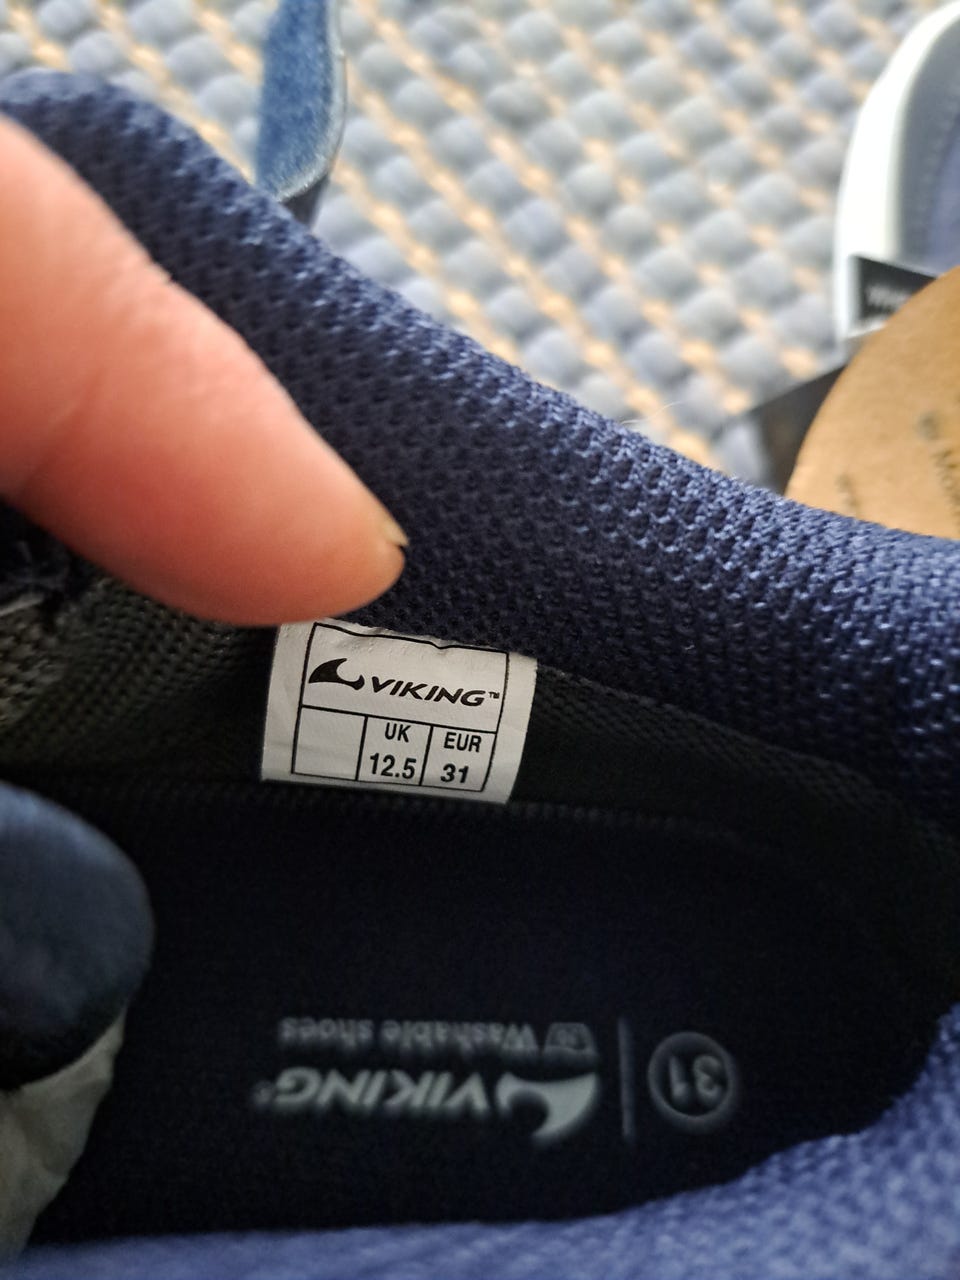 VIKING™
UK EUR
12.5 31
VIKING
Washable shoes
31